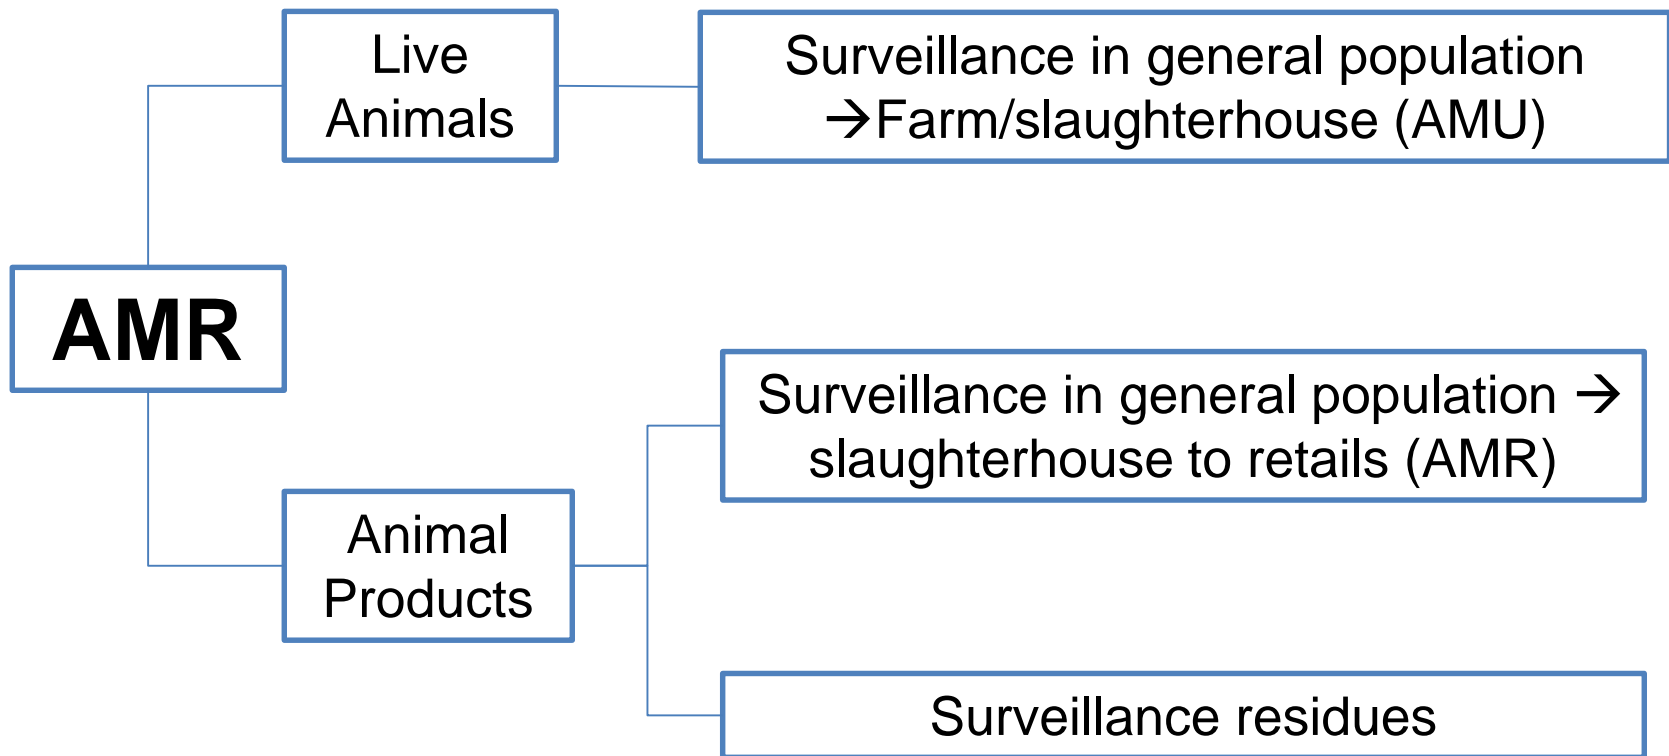 Live
Animals
Surveillance in general population
→Farm/slaughterhouse (AMU)
AMR
Surveillance in general population →
slaughterhouse to retails (AMR)
Animal
Products
Surveillance residues